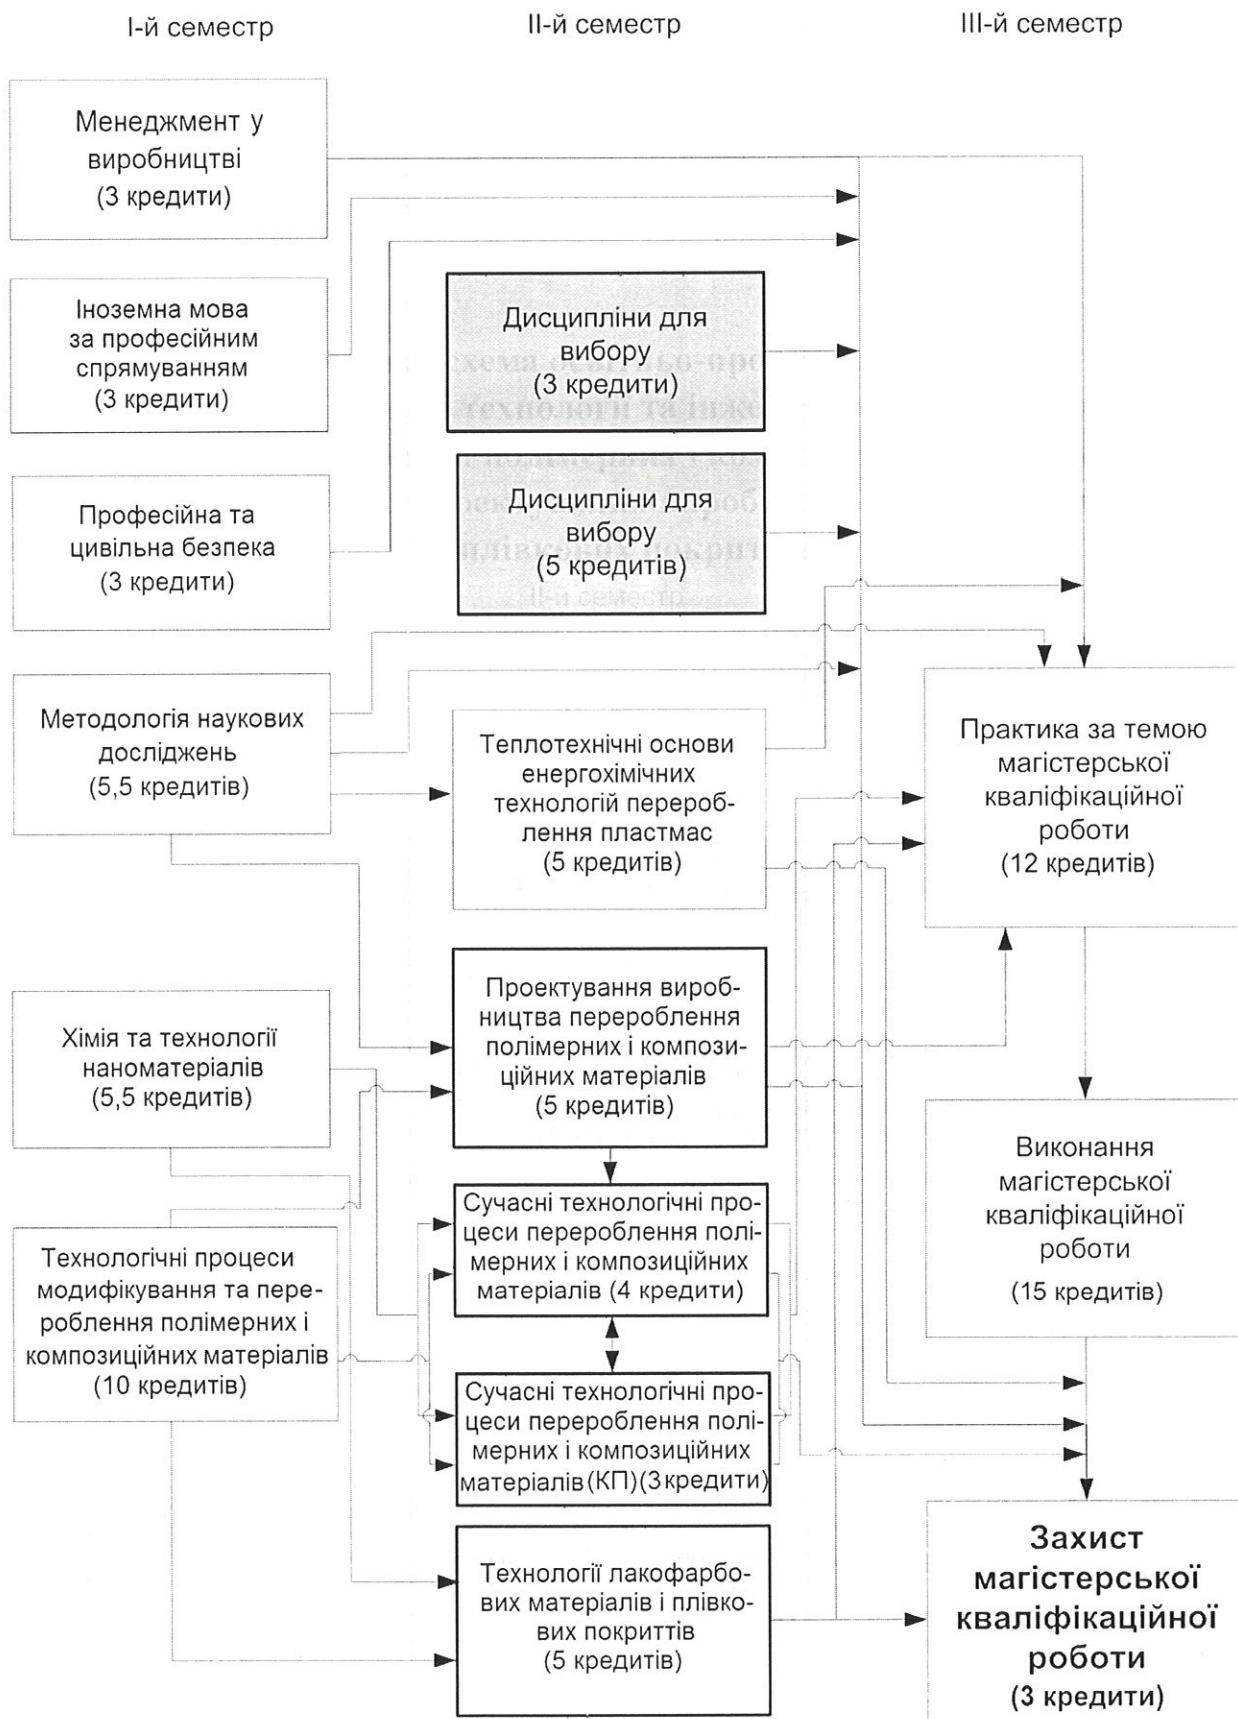 I-й семестр
II-й семестр
III-й семестр
Менеджмент у
виробництві
(3 кредити)
Іноземна мова
за професійним
спрямуванням
(3 кредити)
Професійна та
цивільна безпека
(3 кредити)
Методологія наукових
досліджень
(5,5 кредитів)
Хімія та технології
наноматеріалів
(5,5 кредитів)
Технологічні процеси
модифікування та пере-
роблення полімерних і
композиційних матеріалів
(10 кредитів)
Дисципліни для
вибору
(3 кредити)
Дисципліни для
вибору
(5 кредитів)
Теплотехнічні основи
енергохімічних
технологій перероб-
лення пластмас
(5 кредитів)
Проектування вироб-
ництва перероблення
полімерних і компози-
ційних матеріалів
(5 кредитів)
Сучасні технологічні про-
цеси перероблення полі-
мерних і композиційних
матеріалів (4 кредити)
Сучасні технологічні про-
цеси перероблення полі-
мерних і композиційних
матеріалів (КП) (3 кредити)
Технології лакофарбо-
вих матеріалів і плівко-
вих покриттів
(5 кредитів)
Практика за темою
магістерської
кваліфікаційної
роботи
(12 кредитів)
Виконання
магістерської
кваліфікаційної
роботи
(15 кредитів)
Захист
магістерської
кваліфікаційної
роботи
(3 кредити)